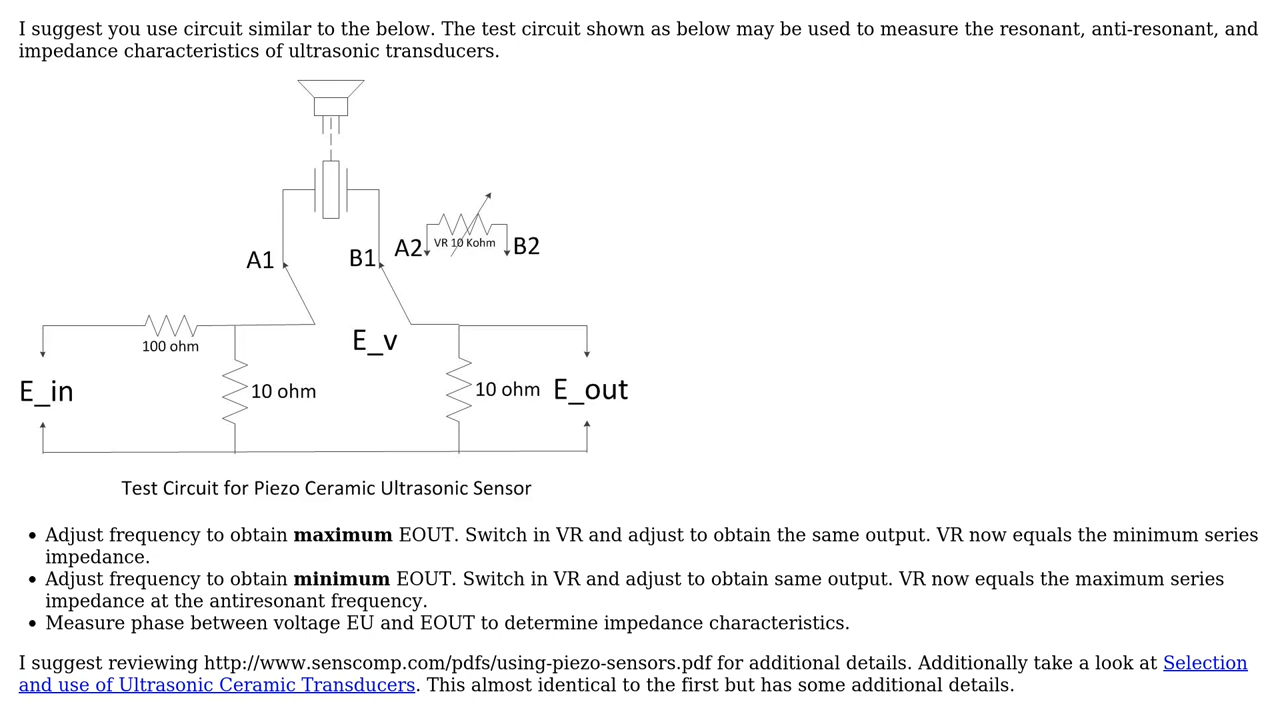 I suggest you use circuit similar to the below. The test circuit shown as below may be used to measure the resonant, anti-resonant, and
impedance characteristics of ultrasonic transducers.
A1
B1
A2
VR 10 Kohm
B2
100 ohm
E_v
E_in
10 ohm
10 ohm
E_out
Test Circuit for Piezo Ceramic Ultrasonic Sensor
• Adjust frequency to obtain maximum EOUT. Switch in VR and adjust to obtain the same output. VR now equals the minimum series
impedance.
• Adjust frequency to obtain minimum EOUT. Switch in VR and adjust to obtain same output. VR now equals the maximum series
impedance at the antiresonant frequency.
• Measure phase between voltage EU and EOUT to determine impedance characteristics.
I suggest reviewing http://www.senscomp.com/pdfs/using-piezo-sensors.pdf for additional details. Additionally take a look at Selection
and use of Ultrasonic Ceramic Transducers. This almost identical to the first but has some additional details.